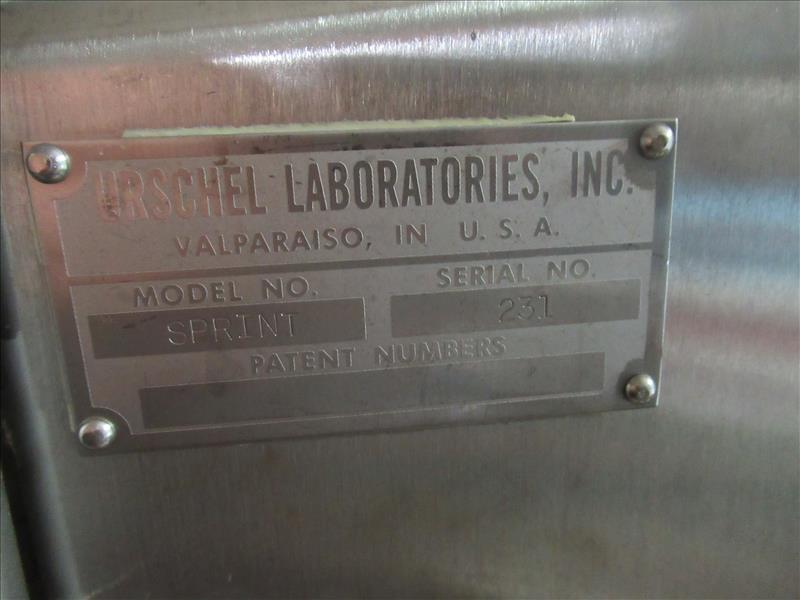 URSCHEL LABORATORIES, INC.
VALPARAISO, IN U.S.A.
MODEL NO. SERIAL NO.
SPRINT 231
PATENT NUMBERS